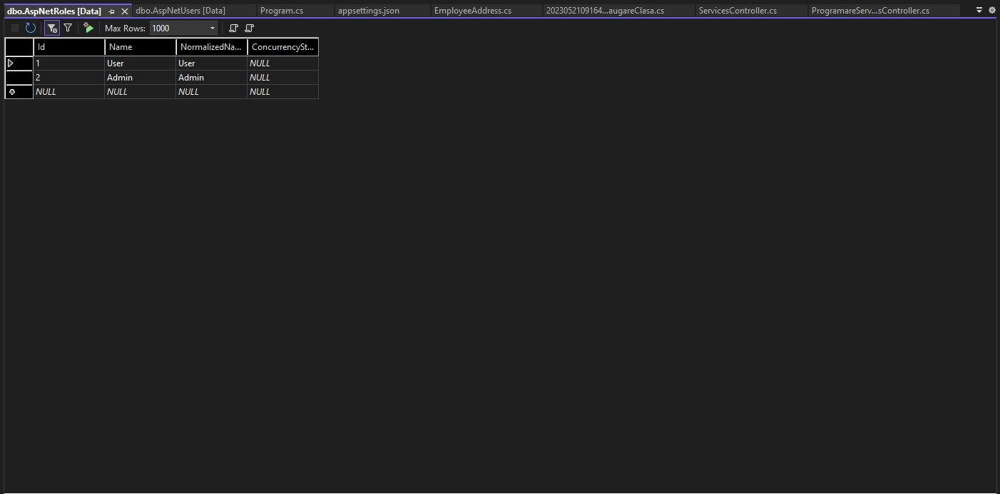 dbo.AspNetRoles [Data] dbo.AspNetUsers [Data] Program.cs appsettings.json EmployeeAddress.cs 2023052109164...augareClasa.cs ServicesController.cs ProgramareServ...sController.cs
Max Rows: 1000
Id Name NormalizedNa... ConcurrencySt...
1 User User NULL
2 Admin Admin NULL
NULL NULL NULL NULL